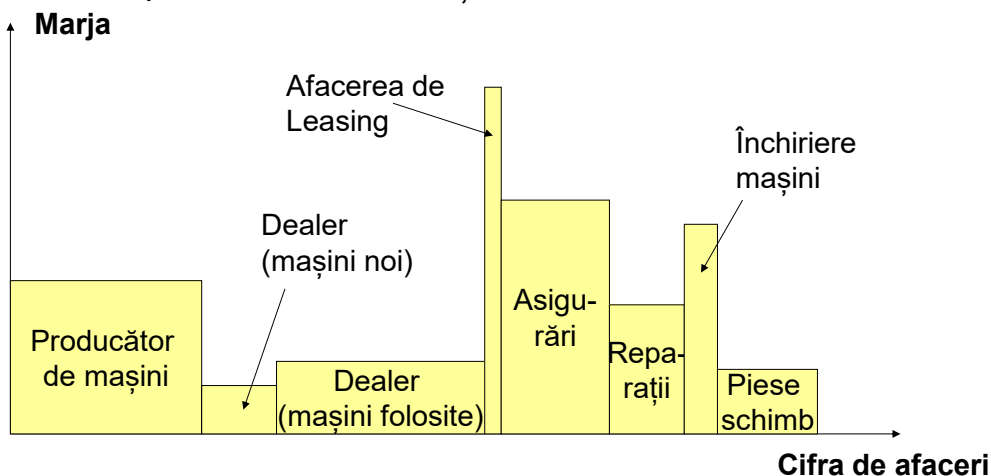 Marja
Afacerea de
Leasing
Închiriere
mașini
Dealer
(mașini noi)
Asigu-
rări
Producător
de mașini
Repa-
rații
Dealer
(mașini folosite)
Piese
schimb
Cifra de afaceri